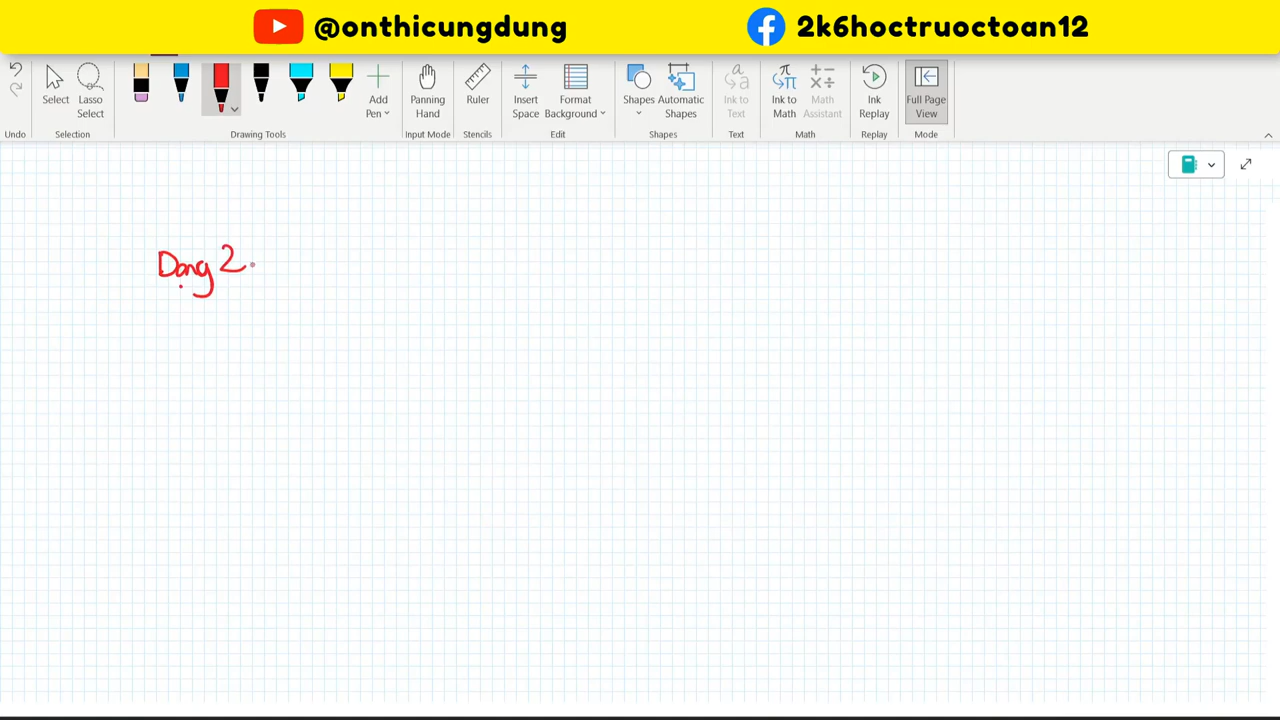 @onthicungdung
2k6hoctruoctoan12
Select
Lasso Select
Add Pen
Panning Hand
Ruler
Insert Space
Format Background
Shapes
Automatic Shapes
Ink to Text
Ink to Math
Math Assistant
Ink Replay
Full Page View
Undo
Selection
Drawing Tools
Input Mode
Stencils
Edit
Shapes
Text
Math
Replay
Mode
Dạng 2